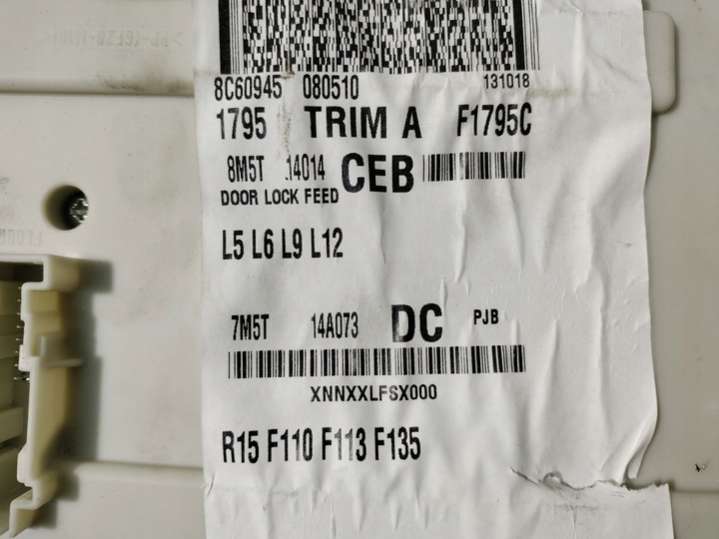 8C60945 080510 131018
1795 TRIM A F1795C
8M5T 14014 CEB
DOOR LOCK FEED
L5 L6 L9 L12
7M5T 14A073 DC PJB
XNNXXLFSX000
R15 F110 F113 F135